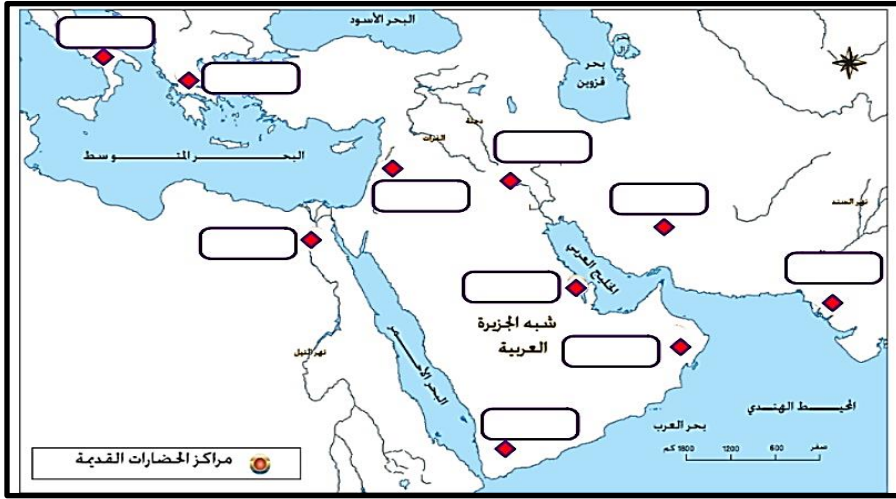 البحر الأسود
بحر
قزوين
آرال
دجلة
الفرات
البحر المتوسط
نهر السند
الخليج العربي
شبه الجزيرة
العربية
نهر النيل
البحر الأحمر
المحيط الهندي
بحر العرب
صفر 600 1200 1800 كم
مراكز الحضارات القديمة